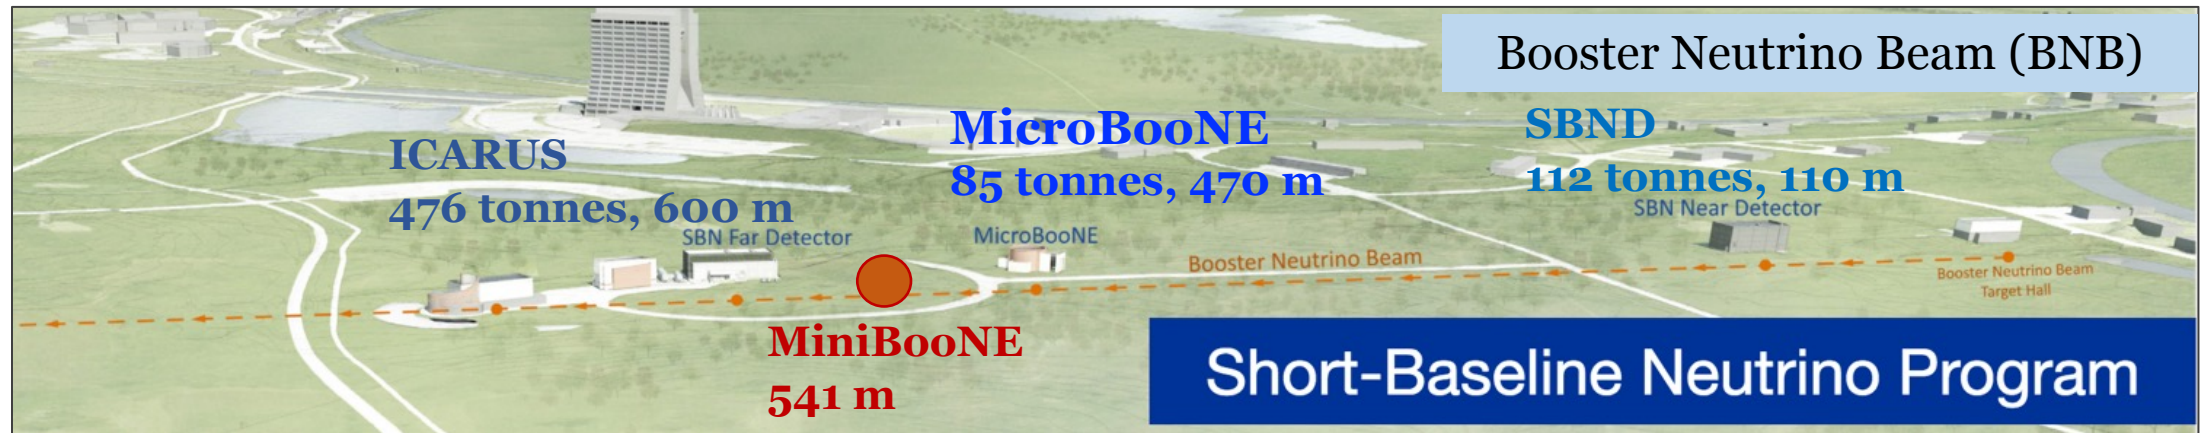 Booster Neutrino Beam (BNB)
ICARUS
476 tonnes, 600 m
SBN Far Detector
MicroBooNE
85 tonnes, 470 m
MicroBooNE
SBND
112 tonnes, 110 m
SBN Near Detector
Booster Neutrino Beam
Booster Neutrino Beam
Target Hall
MiniBooNE
541 m
Short-Baseline Neutrino Program